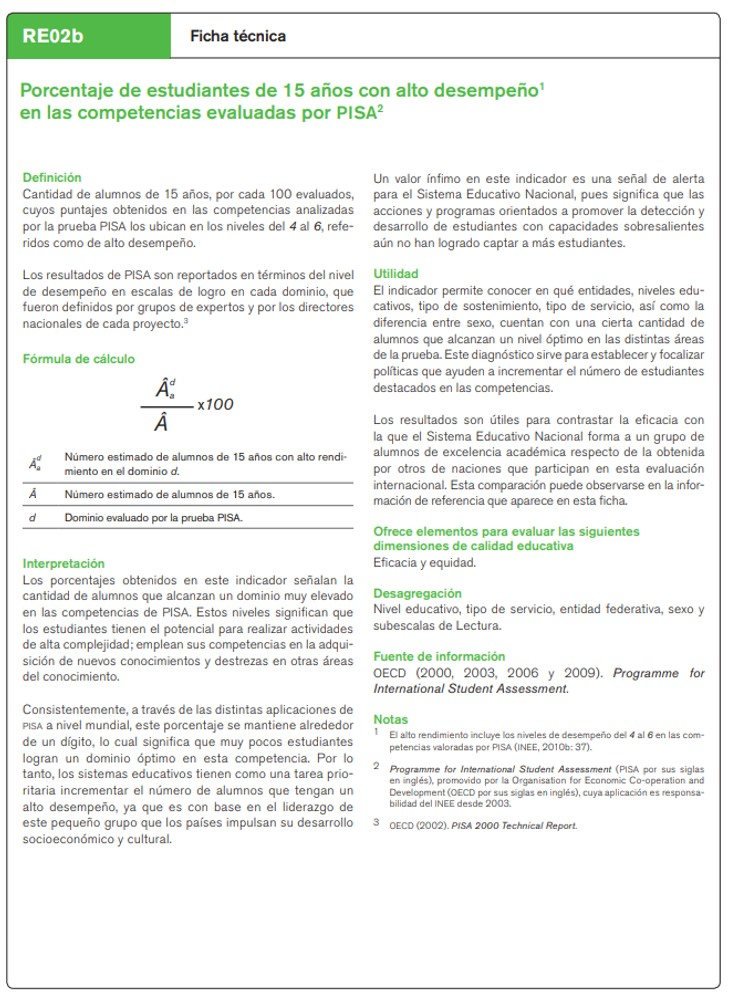 RE02b
Ficha técnica
Porcentaje de estudiantes de 15 años con alto desempeño¹
en las competencias evaluadas por PISA²
Definición
Cantidad de alumnos de 15 años, por cada 100 evaluados,
cuyos puntajes obtenidos en las competencias analizadas
por la prueba PISA los ubican en los niveles del 4 al 6, refe-
ridos como de alto desempeño.
Los resultados de PISA son reportados en términos del nivel
de desempeño en escalas de logro en cada dominio, que
fueron definidos por grupos de expertos y por los directores
nacionales de cada proyecto.³
Fórmula de cálculo
Âₐᵈ
Â
x100
Âₐᵈ Número estimado de alumnos de 15 años con alto rendi-
miento en el dominio d.
Â Número estimado de alumnos de 15 años.
d Dominio evaluado por la prueba PISA.
Interpretación
Los porcentajes obtenidos en este indicador señalan la
cantidad de alumnos que alcanzan un dominio muy elevado
en las competencias de PISA. Estos niveles significan que
los estudiantes tienen el potencial para realizar actividades
de alta complejidad; emplean sus competencias en la adqui-
sición de nuevos conocimientos y destrezas en otras áreas
del conocimiento.
Consistentemente, a través de las distintas aplicaciones de
PISA a nivel mundial, este porcentaje se mantiene alrededor
de un dígito, lo cual significa que muy pocos estudiantes
logran un dominio óptimo en esta competencia. Por lo
tanto, los sistemas educativos tienen como una tarea prio-
ritaria incrementar el número de alumnos que tengan un
alto desempeño, ya que es con base en el liderazgo de
este pequeño grupo que los países impulsan su desarrollo
socioeconómico y cultural.
Un valor ínfimo en este indicador es una señal de alerta
para el Sistema Educativo Nacional, pues significa que las
acciones y programas orientados a promover la detección y
desarrollo de estudiantes con capacidades sobresalientes
aún no han logrado captar a más estudiantes.
Utilidad
El indicador permite conocer en qué entidades, niveles edu-
cativos, tipo de sostenimiento, tipo de servicio, así como la
diferencia entre sexo, cuentan con una cierta cantidad de
alumnos que alcanzan un nivel óptimo en las distintas áreas
de la prueba. Este diagnóstico sirve para establecer y focalizar
políticas que ayuden a incrementar el número de estudiantes
destacados en las competencias.
Los resultados son útiles para contrastar la eficacia con
la que el Sistema Educativo Nacional forma a un grupo de
alumnos de excelencia académica respecto de la obtenida
por otros de naciones que participan en esta evaluación
internacional. Esta comparación puede observarse en la infor-
mación de referencia que aparece en esta ficha.
Ofrece elementos para evaluar las siguientes
dimensiones de calidad educativa
Eficacia y equidad.
Desagregación
Nivel educativo, tipo de servicio, entidad federativa, sexo y
subescalas de Lectura.
Fuente de información
OECD (2000, 2003, 2006 y 2009). Programme for
International Student Assessment.
Notas
1 El alto rendimiento incluye los niveles de desempeño del 4 al 6 en las com-
petencias valoradas por PISA (INEE, 2010b: 37).
2 Programme for International Student Assessment (PISA por sus siglas
en inglés), promovido por la Organisation for Economic Co-operation and
Development (OECD por sus siglas en inglés), cuya aplicación es responsa-
bilidad del INEE desde 2003.
3 OECD (2002). PISA 2000 Technical Report.